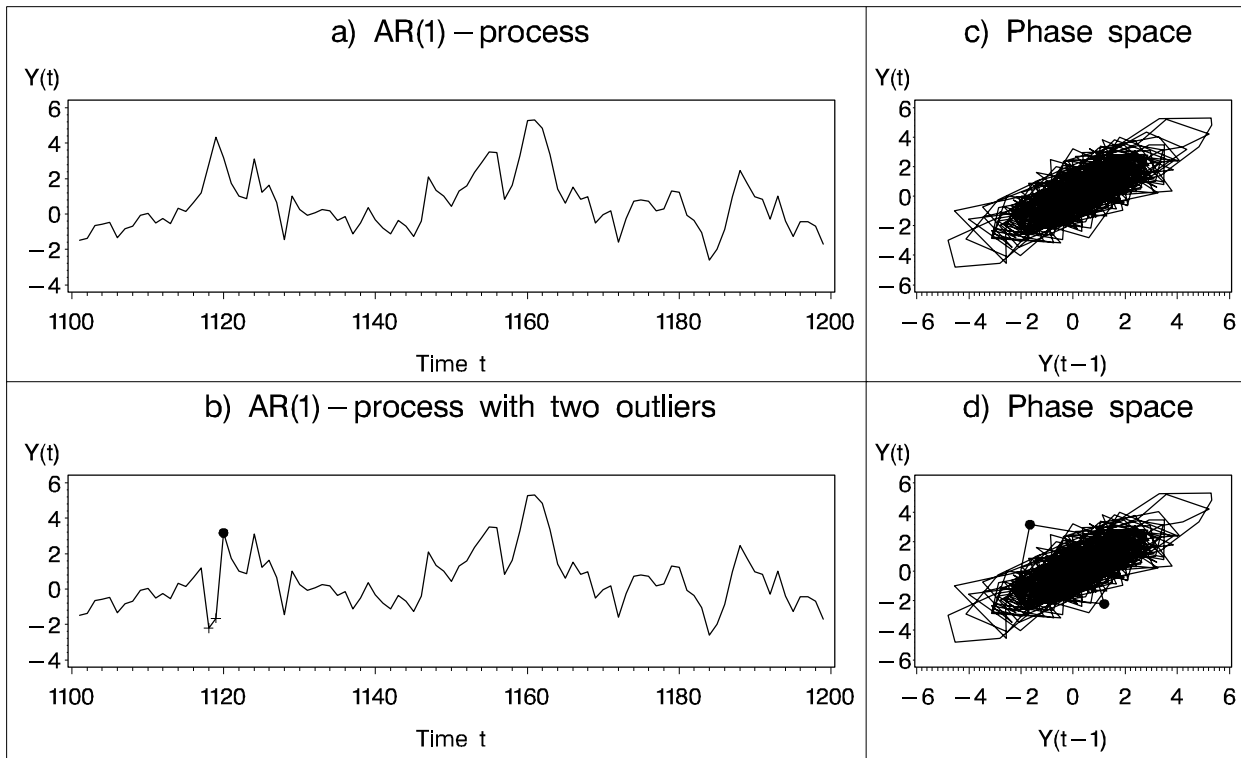 a) AR(1)–process
Y(t)
6
4
2
0
−2
−4
1100 1120 1140 1160 1180 1200
Time t
c) Phase space
Y(t)
6
4
2
0
−2
−4
−6
−6 −4 −2 0 2 4 6
Y(t−1)
b) AR(1)–process with two outliers
Y(t)
6
4
2
0
−2
−4
1100 1120 1140 1160 1180 1200
Time t
d) Phase space
Y(t)
6
4
2
0
−2
−4
−6
−6 −4 −2 0 2 4 6
Y(t−1)